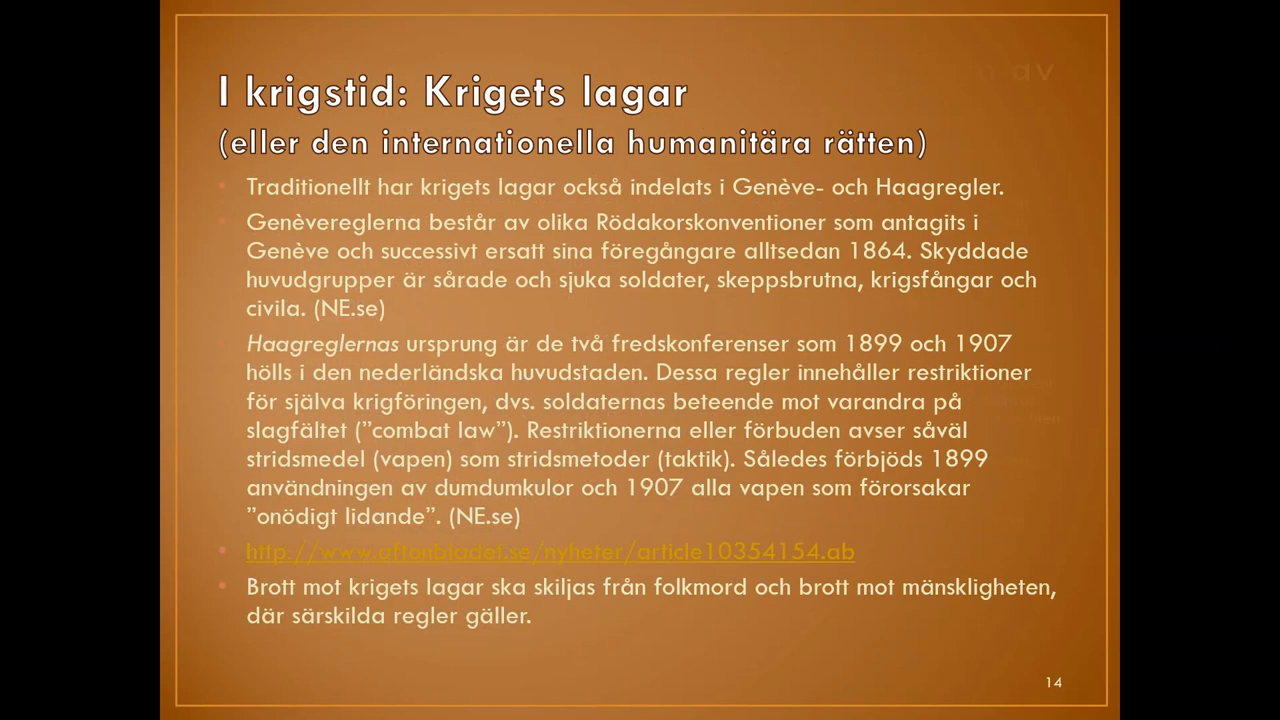 I krigstid: Krigets lagar
(eller den internationella humanitära rätten)
• Traditionellt har krigets lagar också indelats i Genève- och Haagregler.
• Genèvereglerna består av olika Rödakorskonventioner som antagits i
Genève och successivt ersatt sina föregångare alltsedan 1864. Skyddade
huvudgrupper är sårade och sjuka soldater, skeppsbrutna, krigsfångar och
civila. (NE.se)
Haagreglernas ursprung är de två fredskonferenser som 1899 och 1907
hölls i den nederländska huvudstaden. Dessa regler innehåller restriktioner
för själva krigföringen, dvs. soldaternas beteende mot varandra på
slagfältet (”combat law”). Restriktionerna eller förbuden avser såväl
stridsmedel (vapen) som stridsmetoder (taktik). Således förbjöds 1899
användningen av dumdumkulor och 1907 alla vapen som förorsakar
”onödigt lidande”. (NE.se)
• http://www.aftonbladet.se/nyheter/article10354154.ab
• Brott mot krigets lagar ska skiljas från folkmord och brott mot mänskligheten,
där särskilda regler gäller.
14